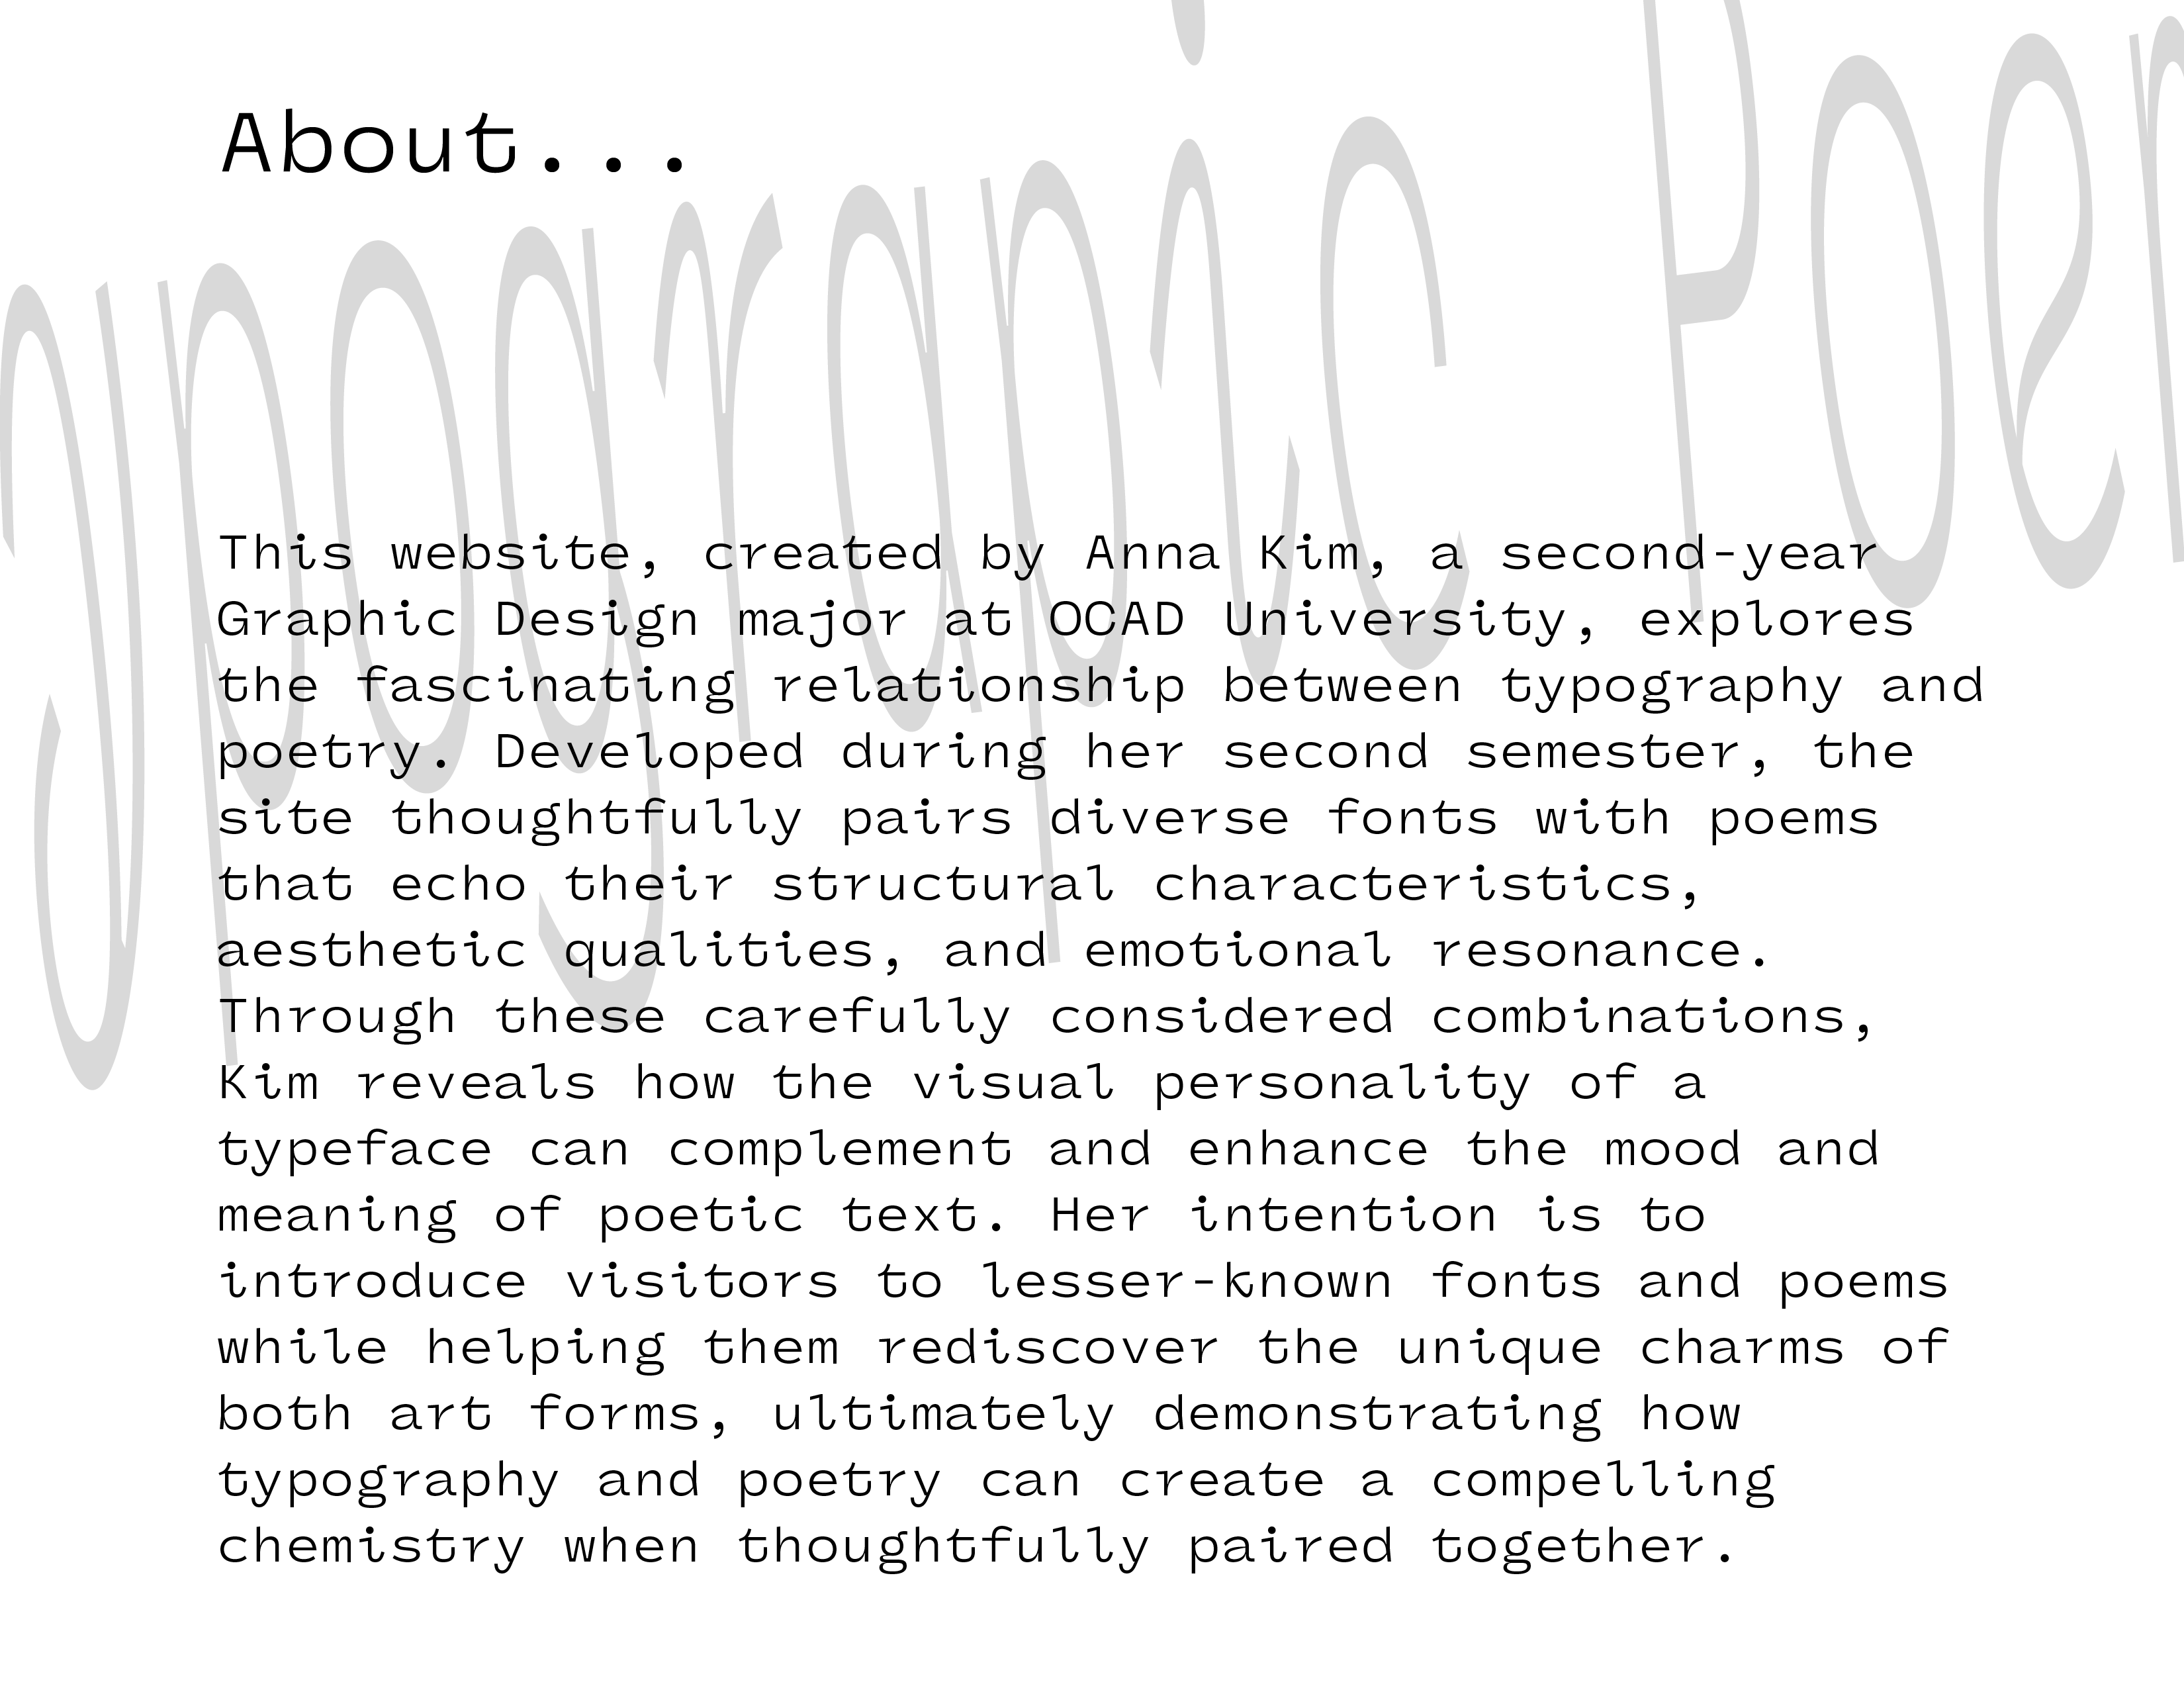 About...
ypograpic Poe
This website, created by Anna Kim, a second-year
Graphic Design major at OCAD University, explores
the fascinating relationship between typography and
poetry. Developed during her second semester, the
site thoughtfully pairs diverse fonts with poems
that echo their structural characteristics,
aesthetic qualities, and emotional resonance.
Through these carefully considered combinations,
Kim reveals how the visual personality of a
typeface can complement and enhance the mood and
meaning of poetic text. Her intention is to
introduce visitors to lesser-known fonts and poems
while helping them rediscover the unique charms of
both art forms, ultimately demonstrating how
typography and poetry can create a compelling
chemistry when thoughtfully paired together.